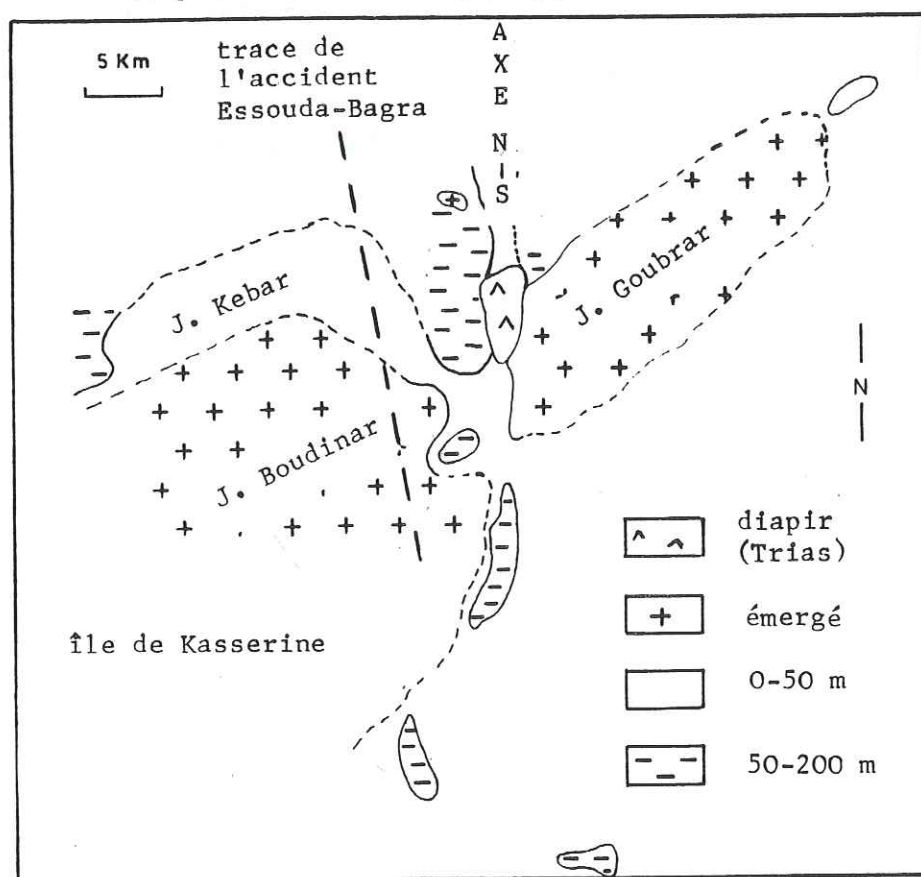 5 Km
trace de
l'accident
Essouda-Bagra
A
X
E
N
-
S
J. Kebar
J. Goubrar
N
J. Boudinar
île de Kasserine
diapir
(Trias)
émergé
0-50 m
50-200 m